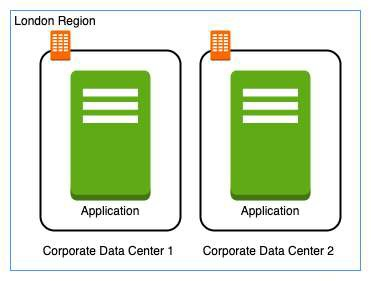 London Region
Application
Application
Corporate Data Center 1
Corporate Data Center 2